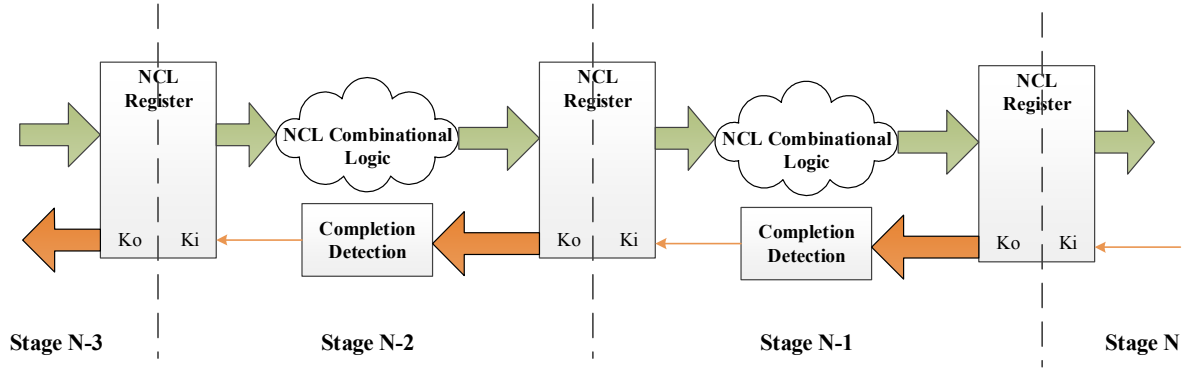 NCL
Register
NCL Combinational
Logic
NCL
Register
NCL Combinational
Logic
NCL
Register
Ko
Ki
Completion
Detection
Ko
Ki
Completion
Detection
Ko
Ki
Stage N-3
Stage N-2
Stage N-1
Stage N